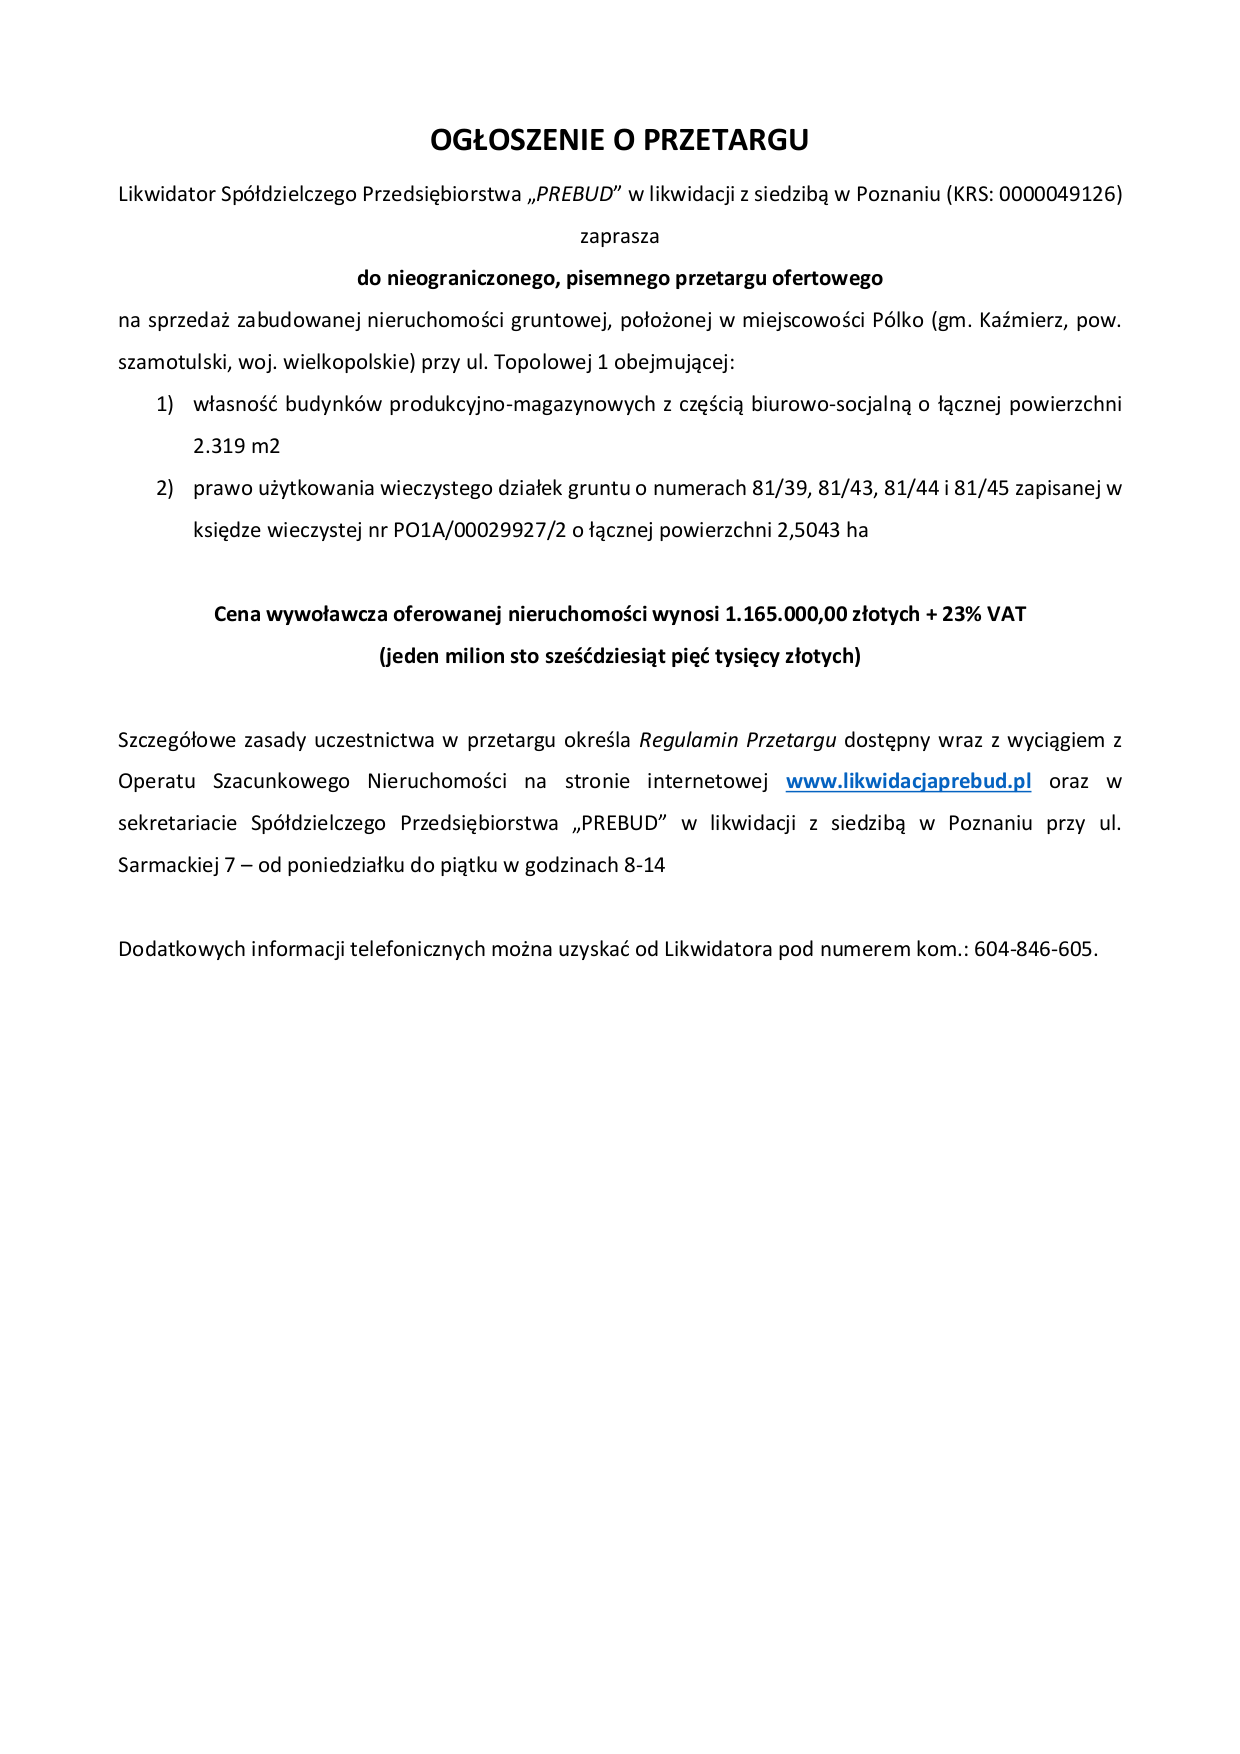 OGŁOSZENIE O PRZETARGU
Likwidator Spółdzielczego Przedsiębiorstwa „PREBUD” w likwidacji z siedzibą w Poznaniu (KRS: 0000049126)
zaprasza
do nieograniczonego, pisemnego przetargu ofertowego
na sprzedaż zabudowanej nieruchomości gruntowej, położonej w miejscowości Pólko (gm. Kaźmierz, pow.
szamotulski, woj. wielkopolskie) przy ul. Topolowej 1 obejmującej:
1) własność budynków produkcyjno-magazynowych z częścią biurowo-socjalną o łącznej powierzchni
2.319 m2
2) prawo użytkowania wieczystego działek gruntu o numerach 81/39, 81/43, 81/44 i 81/45 zapisanej w
księdze wieczystej nr PO1A/00029927/2 o łącznej powierzchni 2,5043 ha
Cena wywoławcza oferowanej nieruchomości wynosi 1.165.000,00 złotych + 23% VAT
(jeden milion sto sześćdziesiąt pięć tysięcy złotych)
Szczegółowe zasady uczestnictwa w przetargu określa Regulamin Przetargu dostępny wraz z wyciągiem z
Operatu Szacunkowego Nieruchomości na stronie internetowej www.likwidacjaprebud.pl oraz w
sekretariacie Spółdzielczego Przedsiębiorstwa „PREBUD” w likwidacji z siedzibą w Poznaniu przy ul.
Sarmackiej 7 – od poniedziałku do piątku w godzinach 8-14
Dodatkowych informacji telefonicznych można uzyskać od Likwidatora pod numerem kom.: 604-846-605.